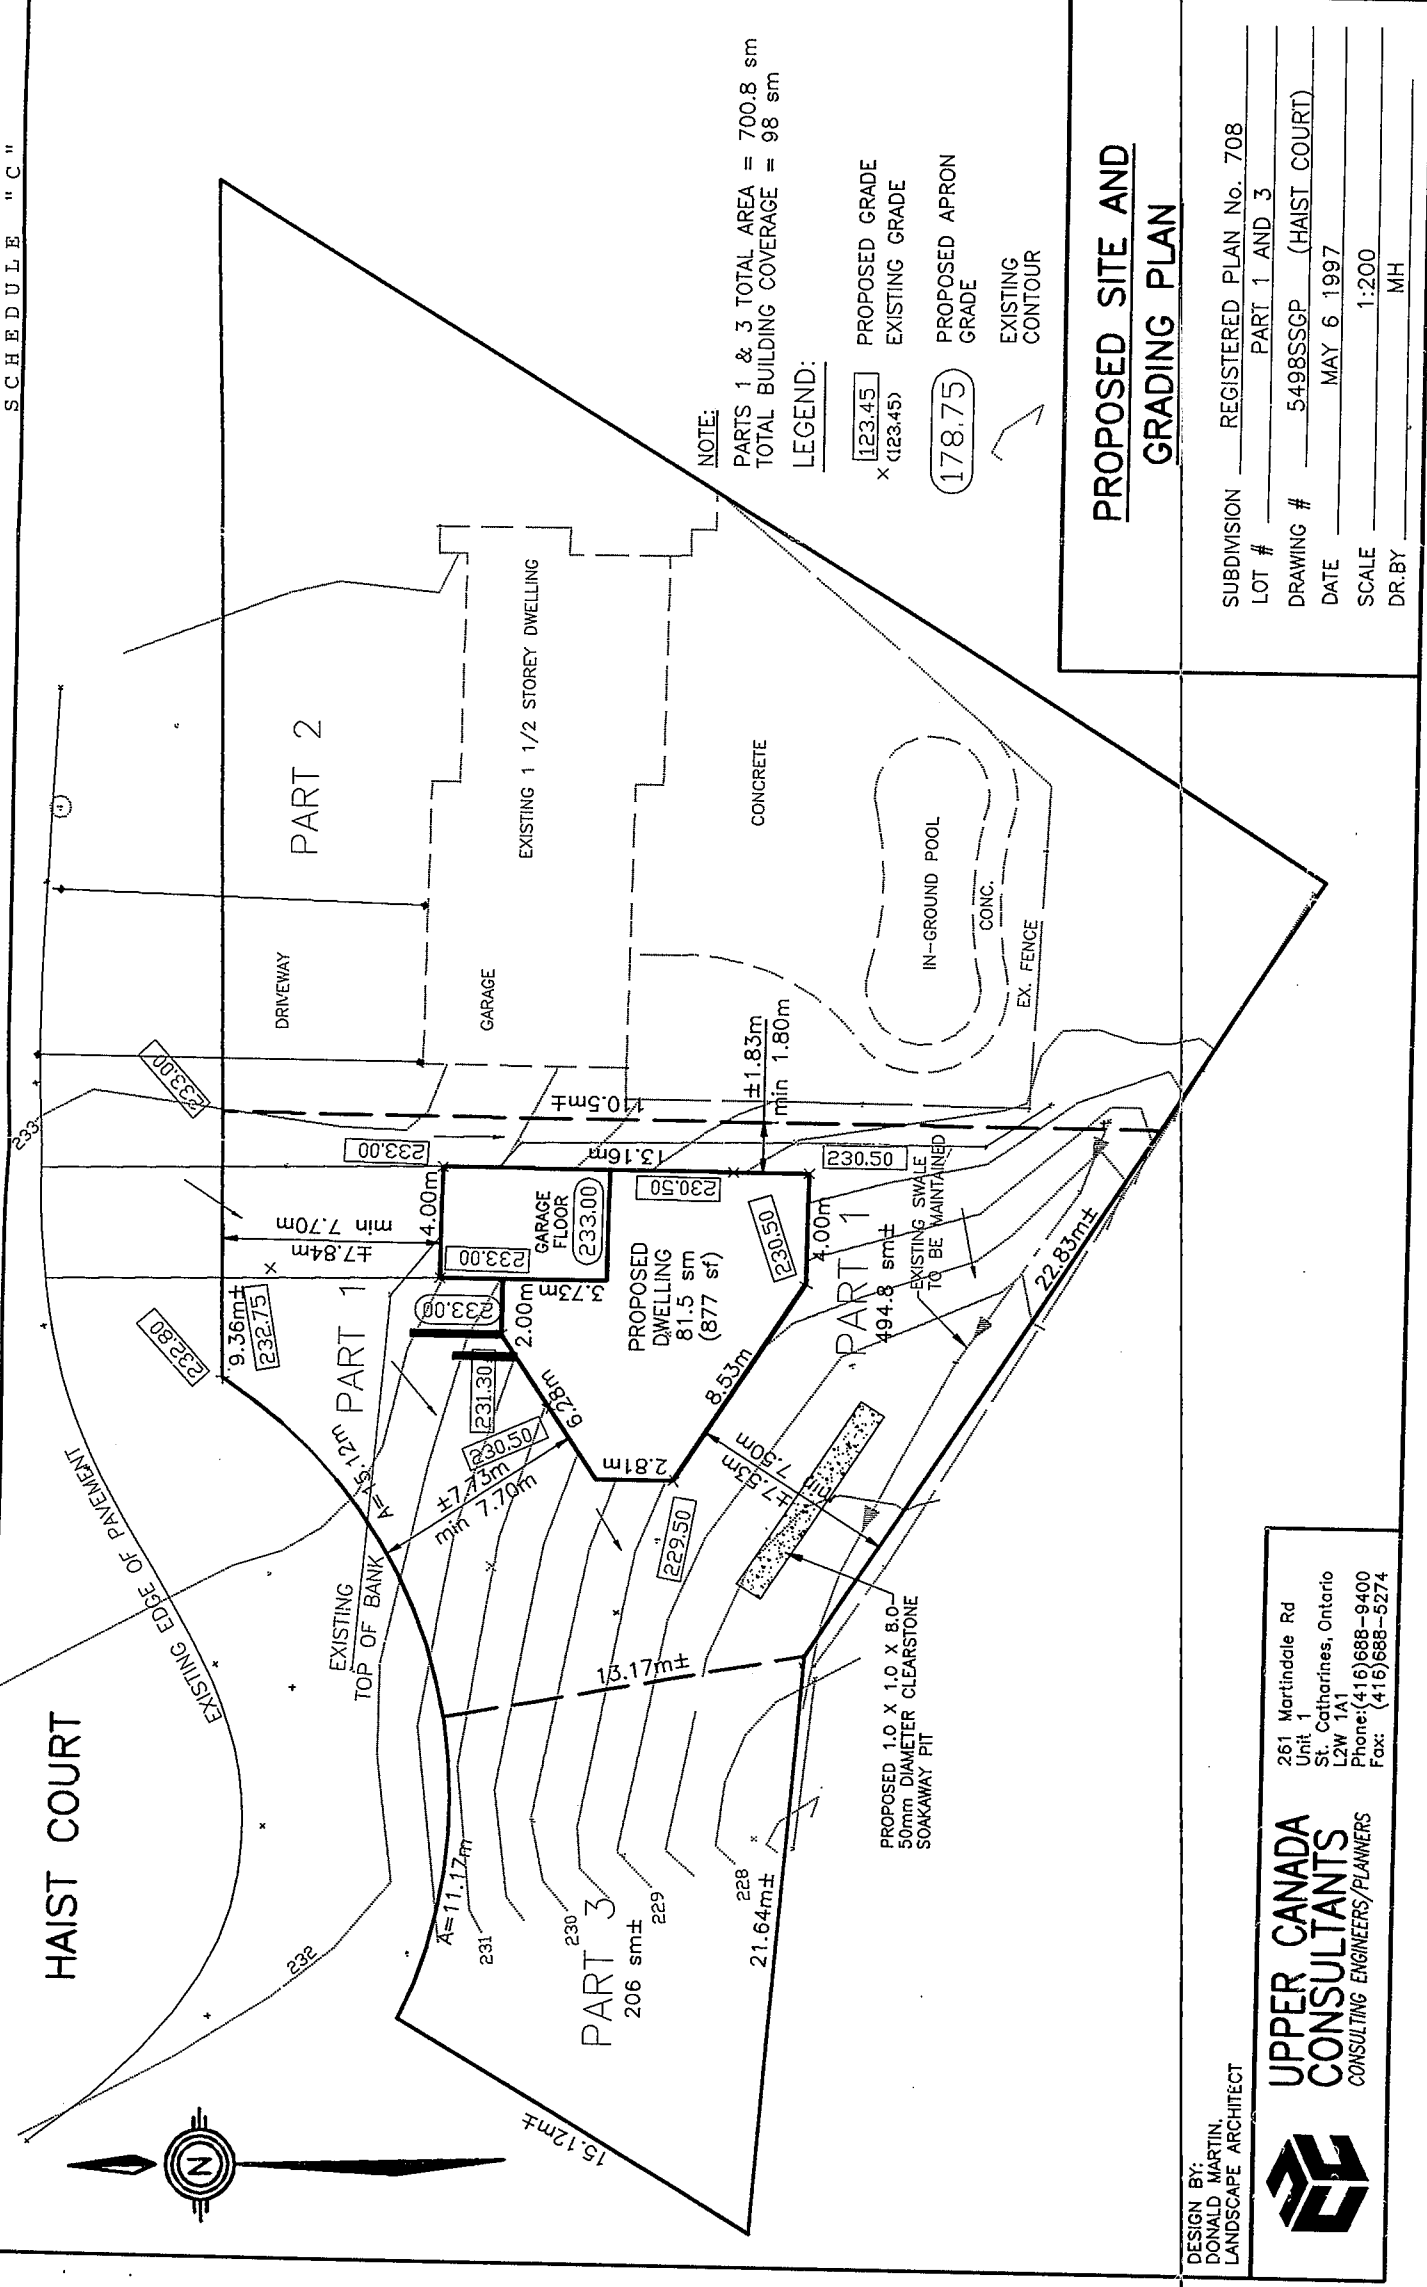 SCHEDULE "C"
HAIST COURT
N
EXISTING EDGE OF PAVEMENT
233
232
PART 2
DRIVEWAY
GARAGE
EXISTING 1 1/2 STOREY DWELLING
CONCRETE
IN-GROUND POOL
CONC.
EX. FENCE
233.00
232.80
9.36m±
232.75
±7.84m
min 7.70m
233.00
4.00m
10.5m±
13.16m
±1.83m
min 1.80m
233.00
GARAGE
FLOOR
233.00
3.73m
230.50
230.50
230.50
233.00
2.00m
231.30
6.28m
230.50
PROPOSED
DWELLING
81.5 sm
(877 sf)
4.00m
8.53m
2.81m
PART 1
PART 1
494.8 sm±
EXISTING SWALE
TO BE MAINTAINED
22.83m±
A=15.12m
±7.73m
min 7.70m
±7.53m
min 7.50m
229.50
EXISTING
TOP OF BANK
13.17m±
PROPOSED 1.0 X 1.0 X 8.0
50mm DIAMETER CLEARSTONE
SOAKAWAY PIT
A=11.17m
231
230
229
228
PART 3
206 sm±
21.64m±
15.12m±
NOTE:
PARTS 1 & 3 TOTAL AREA = 700.8 sm
TOTAL BUILDING COVERAGE = 98 sm
LEGEND:
123.45 PROPOSED GRADE
× (123.45) EXISTING GRADE
178.75 PROPOSED APRON
GRADE
EXISTING
CONTOUR
PROPOSED SITE AND
GRADING PLAN
SUBDIVISION REGISTERED PLAN No. 708
LOT # PART 1 AND 3
DRAWING # 5498SSGP (HAIST COURT)
DATE MAY 6 1997
SCALE 1:200
DR.BY MH
DESIGN BY:
DONALD MARTIN,
LANDSCAPE ARCHITECT
UPPER CANADA
CONSULTANTS
CONSULTING ENGINEERS/PLANNERS
261 Martindale Rd
Unit 1
St. Catharines, Ontario
L2W 1A1
Phone:(416)688-9400
Fax: (416)688-5274